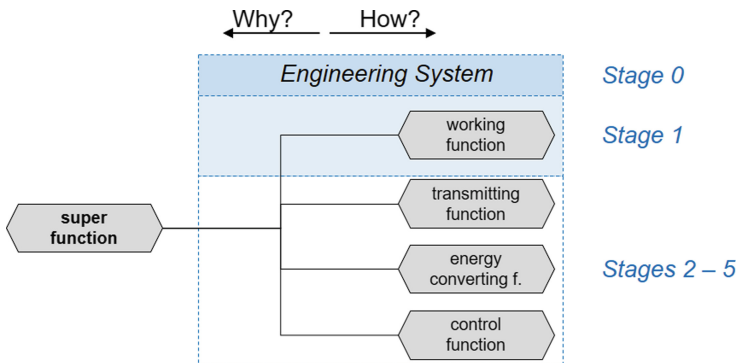 Why? How?
Engineering System
Stage 0
working
function
Stage 1
transmitting
function
super
function
energy
converting f.
Stages 2 – 5
control
function